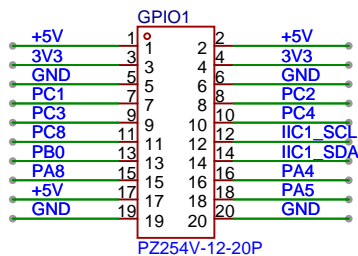 GPIO1
+5V 1 1 2 2 +5V
3V3 3 3 4 4 3V3
GND 5 5 6 6 GND
PC1 7 7 8 8 PC2
PC3 9 9 10 10 PC4
PC8 11 11 12 12 IIC1_SCL
PB0 13 13 14 14 IIC1_SDA
PA8 15 15 16 16 PA4
+5V 17 17 18 18 PA5
GND 19 19 20 20 GND
PZ254V-12-20P